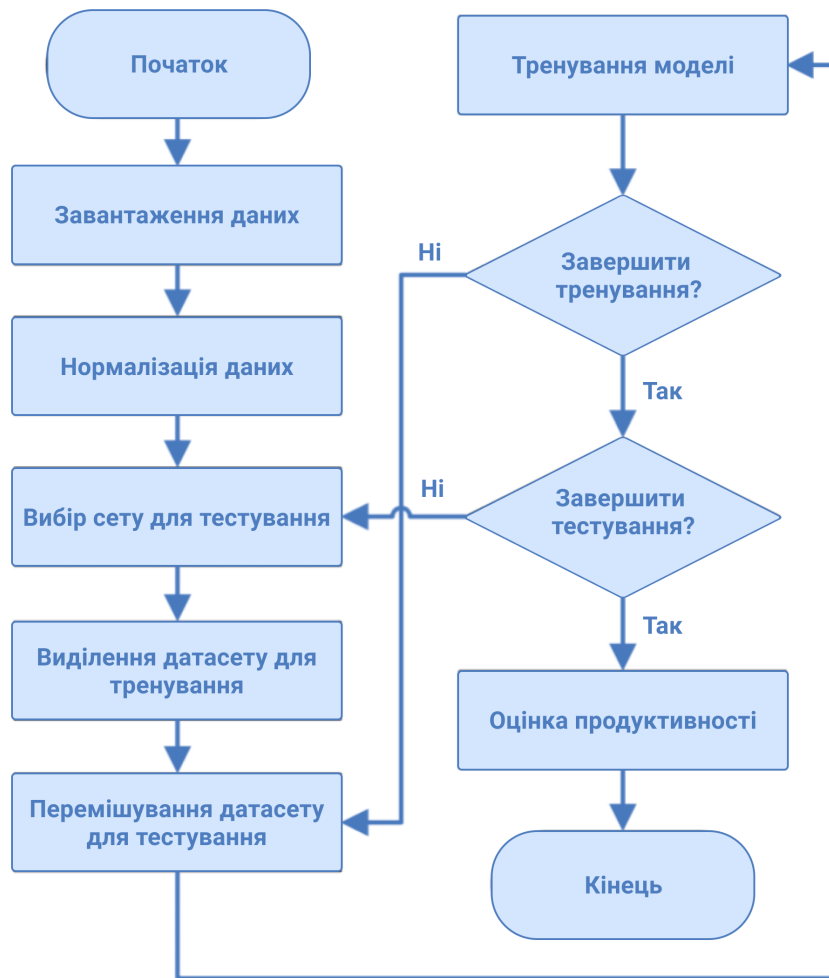 Початок
Завантаження даних
Нормалізація даних
Вибір сету для тестування
Виділення датасету для
тренування
Перемішування датасету
для тестування
Тренування моделі
Завершити
тренування?
Ні
Так
Завершити
тестування?
Ні
Так
Оцінка продуктивності
Кінець